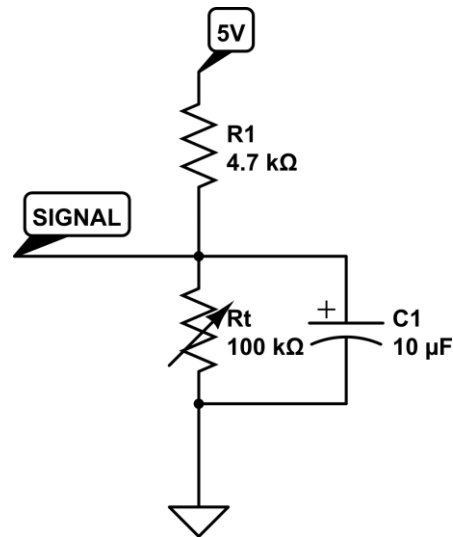 5V
R1
4.7 kΩ
SIGNAL
Rt
100 kΩ
+
C1
10 µF